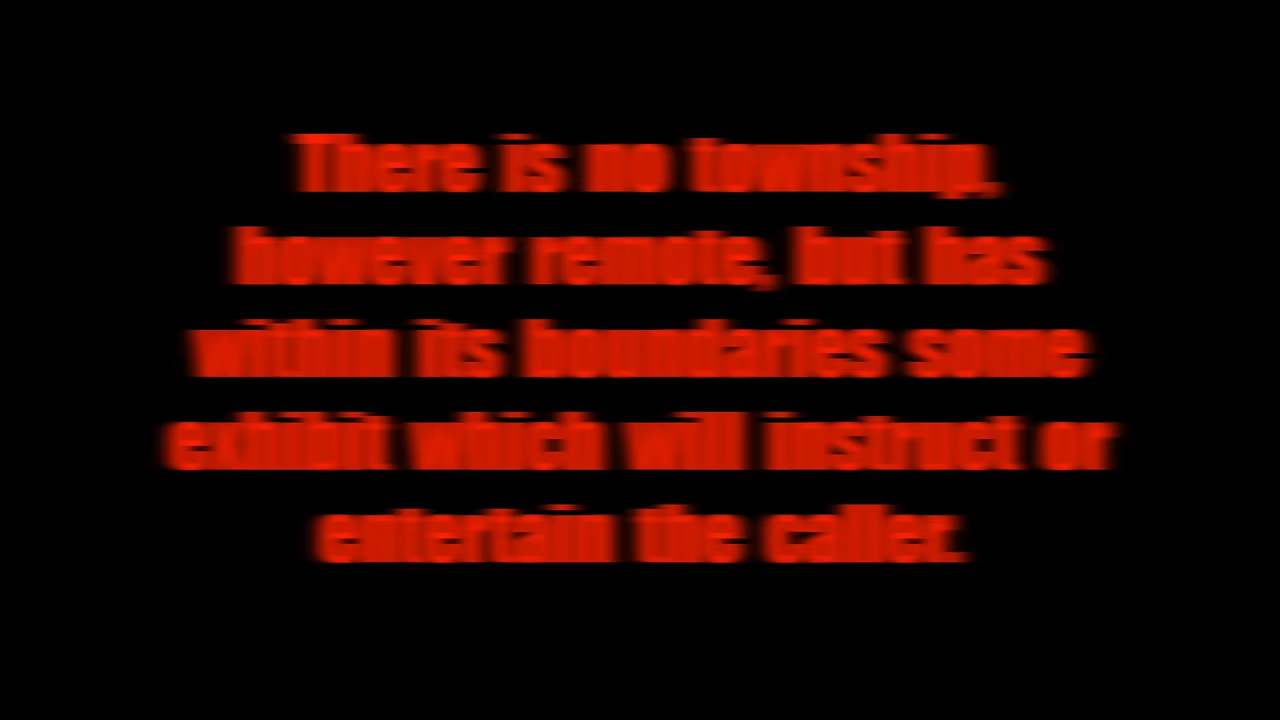 There is no township,
however remote, but has
within its boundaries some
exhibit which will instruct or
entertain the caller.